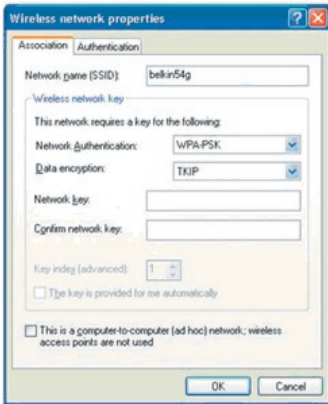 Wireless network properties
Association Authentication
Network name (SSID): belkin54g
Wireless network key
This network requires a key for the following:
Network Authentication: WPA-PSK
Data encryption: TKIP
Network key:
Confirm network key:
Key index (advanced): 1
The key is provided for me automatically
This is a computer-to-computer (ad hoc) network; wireless
access points are not used
OK Cancel